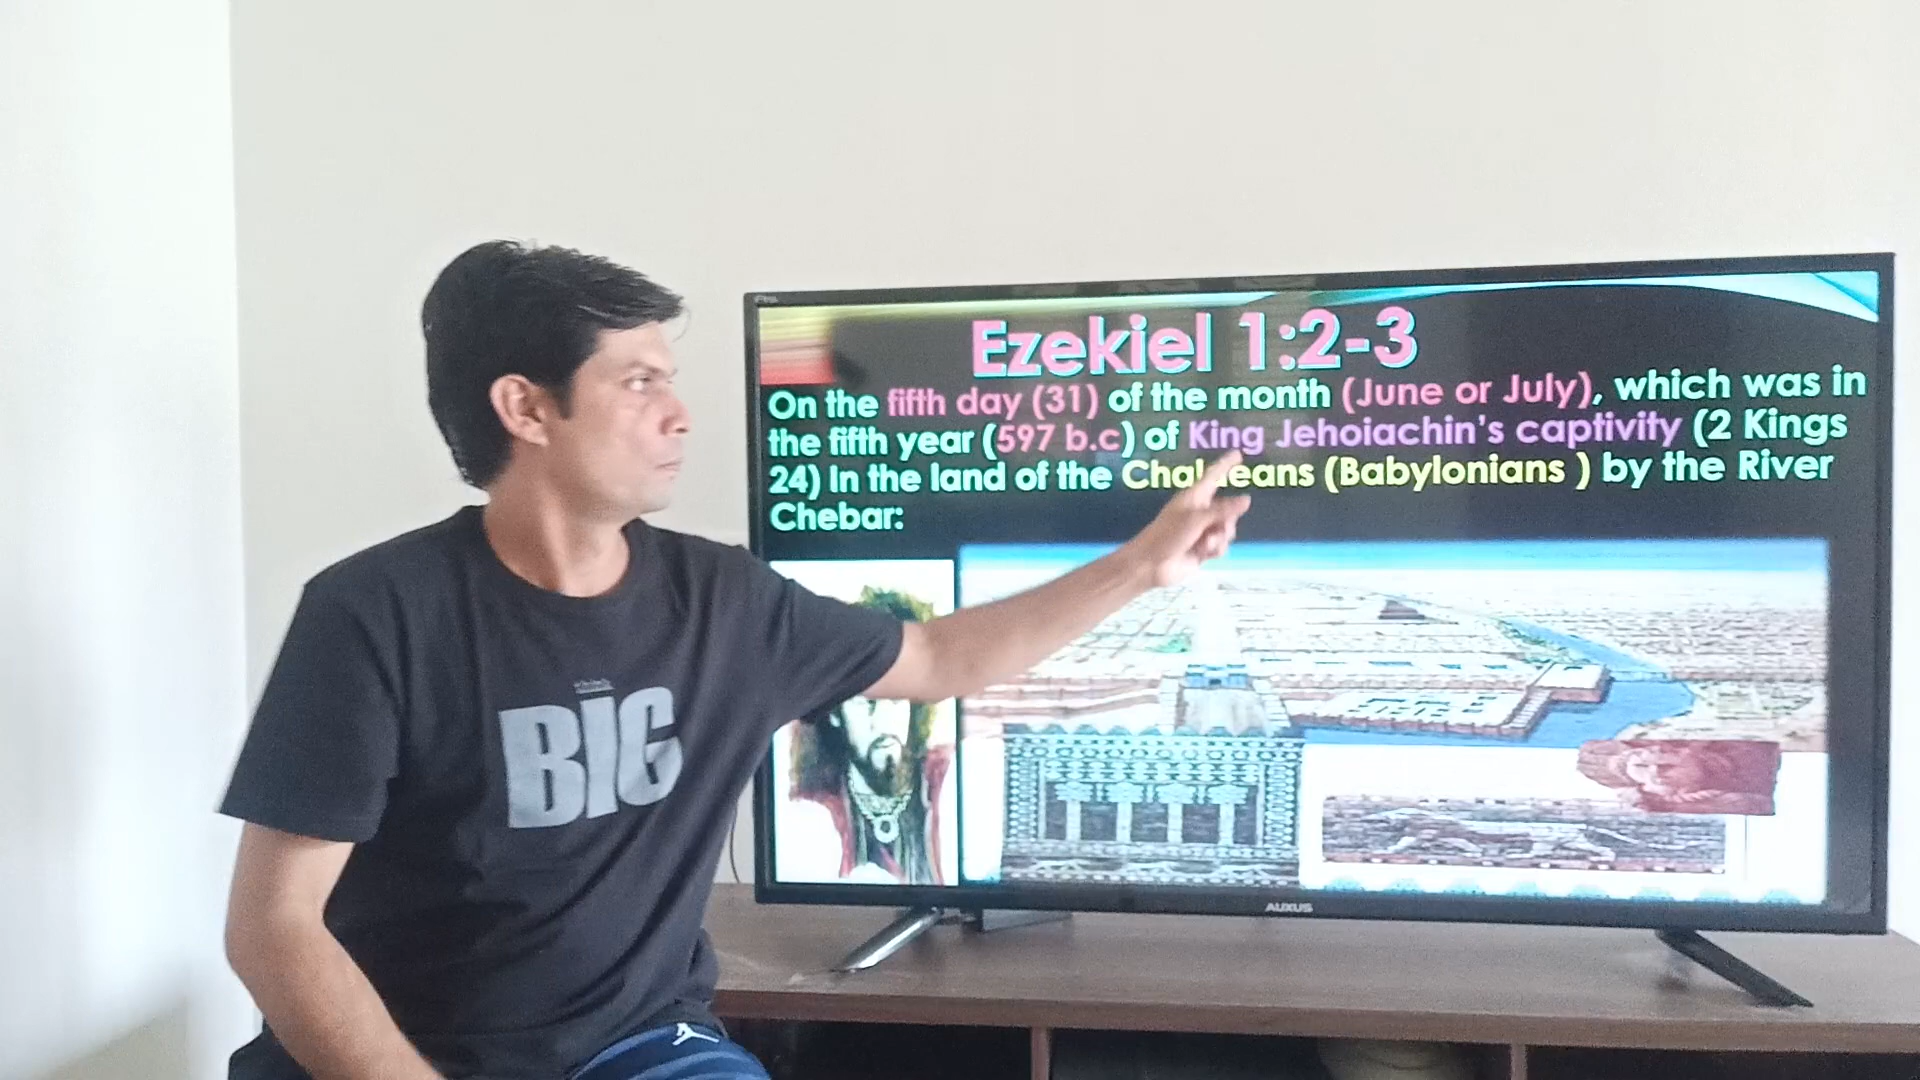 Ezekiel 1:2-3
On the fifth day (31) of the month (June or July), which was in
the fifth year (597 b.c) of King Jehoiachin's captivity (2 Kings
24) In the land of the Chaldeans (Babylonians ) by the River
Chebar:
BIG
AUXUS